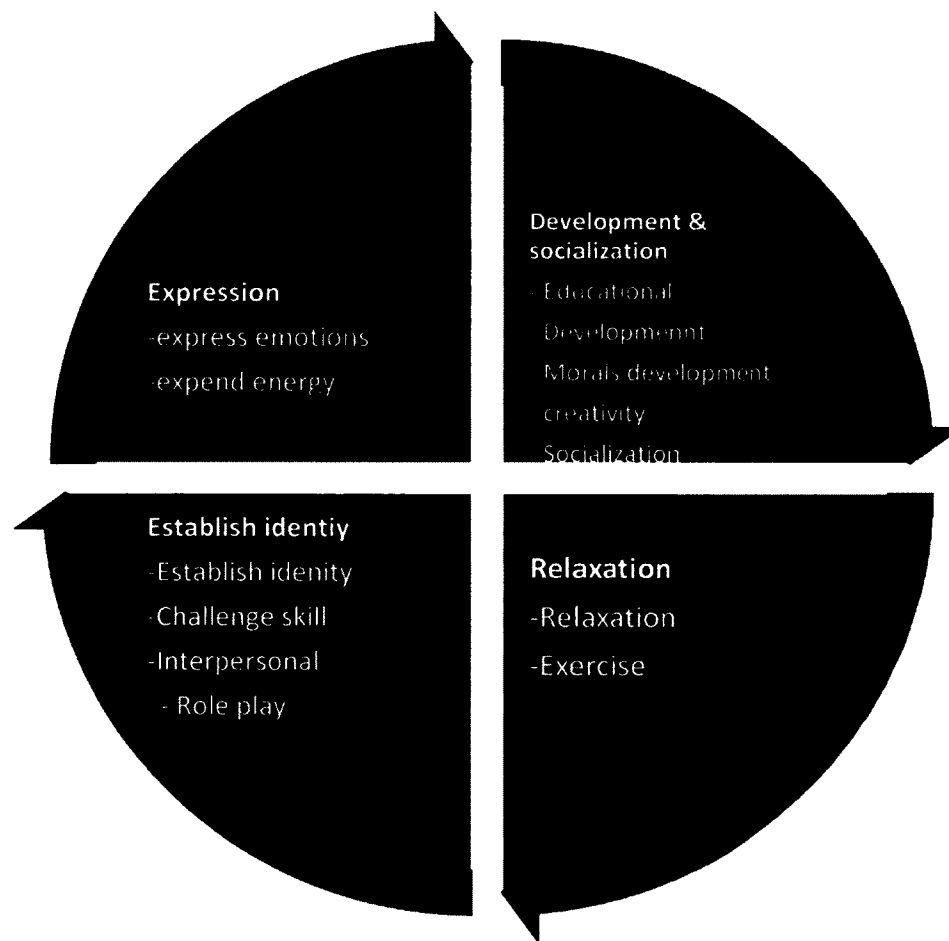 Expression
-express emotions
-expend energy
Development &
socialization
- Educational
Developmennt
Morals development
creativity
Socialization
Establish identiy
-Establish idenity
-Challenge skill
-Interpersonal
- Role play
Relaxation
-Relaxation
-Exercise